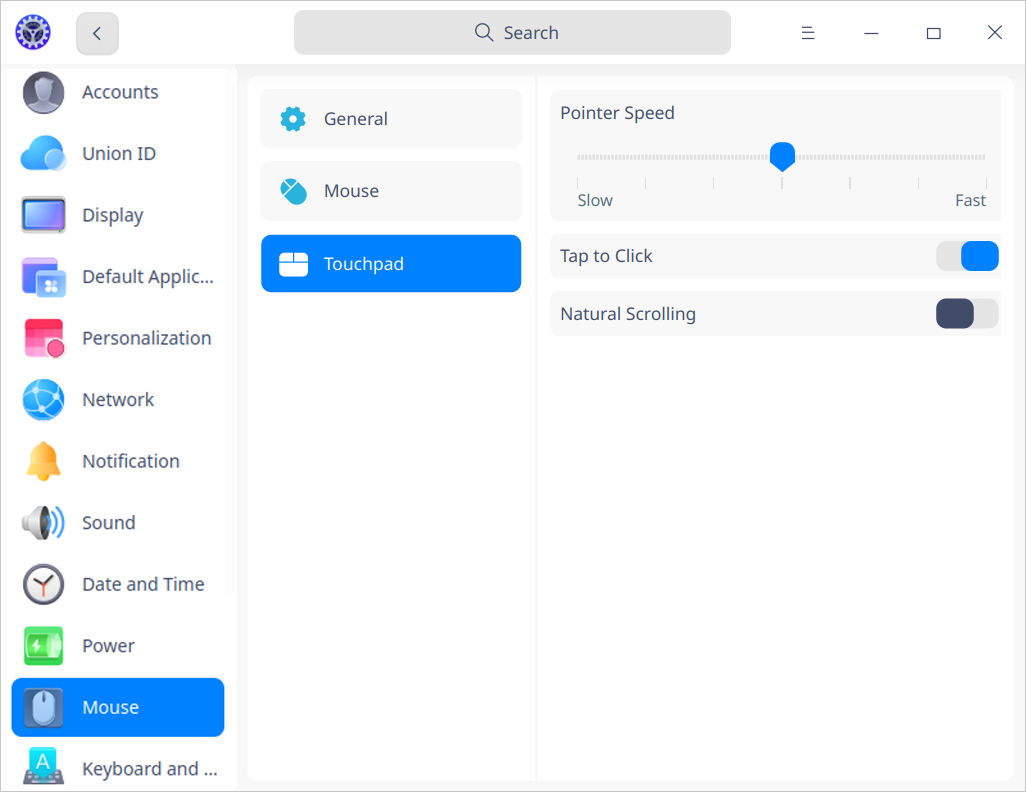 Search
Accounts
Union ID
Display
Default Applic...
Personalization
Network
Notification
Sound
Date and Time
Power
Mouse
Keyboard and ...
General
Mouse
Touchpad
Pointer Speed
Slow
Fast
Tap to Click
Natural Scrolling